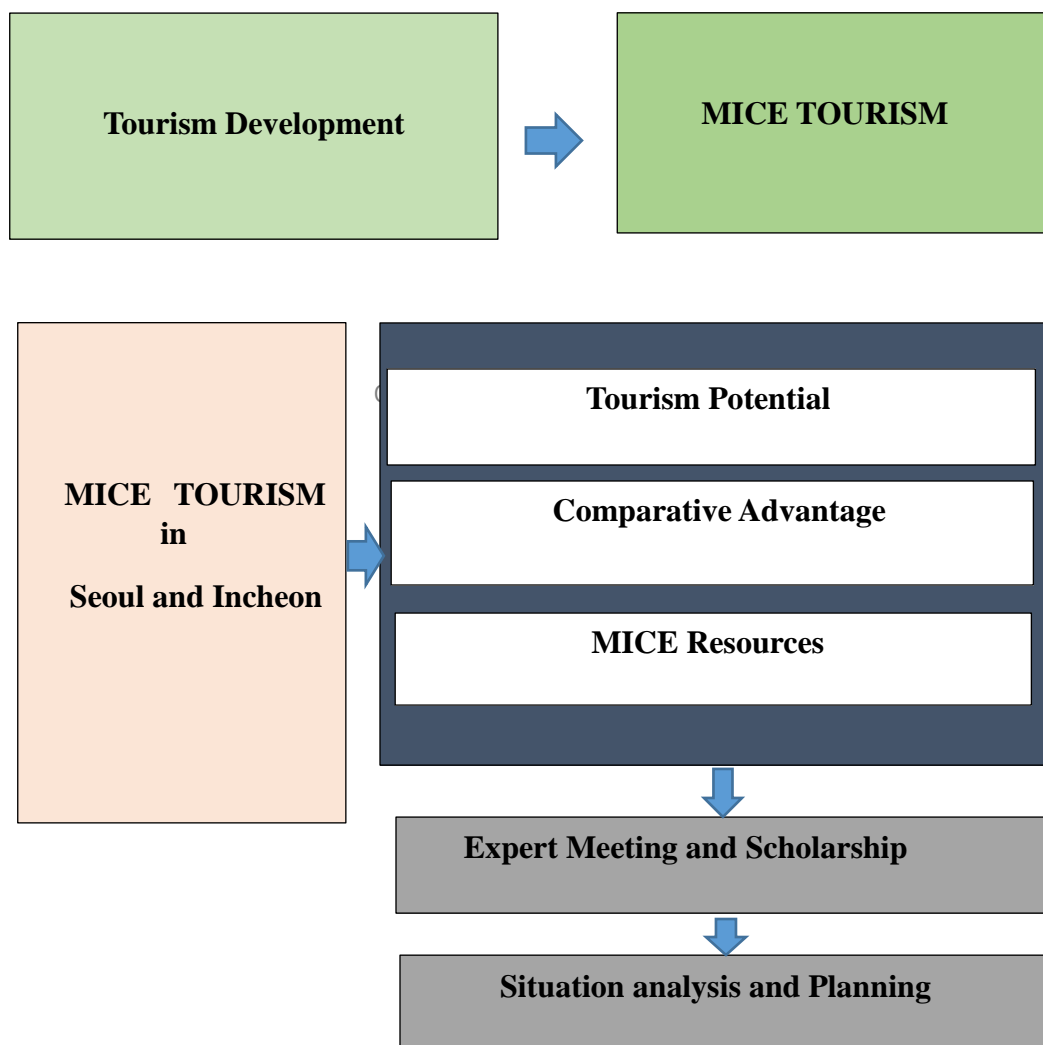 Tourism Development
MICE TOURISM
MICE TOURISM
in
Seoul and Incheon
Tourism Potential
Comparative Advantage
MICE Resources
Expert Meeting and Scholarship
Situation analysis and Planning